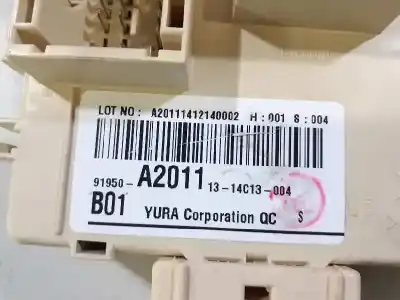 LOT NO: A20111412140002 H:001 S:004
91950-A2011 13-14C13-004
B01 YURA Corporation QC S